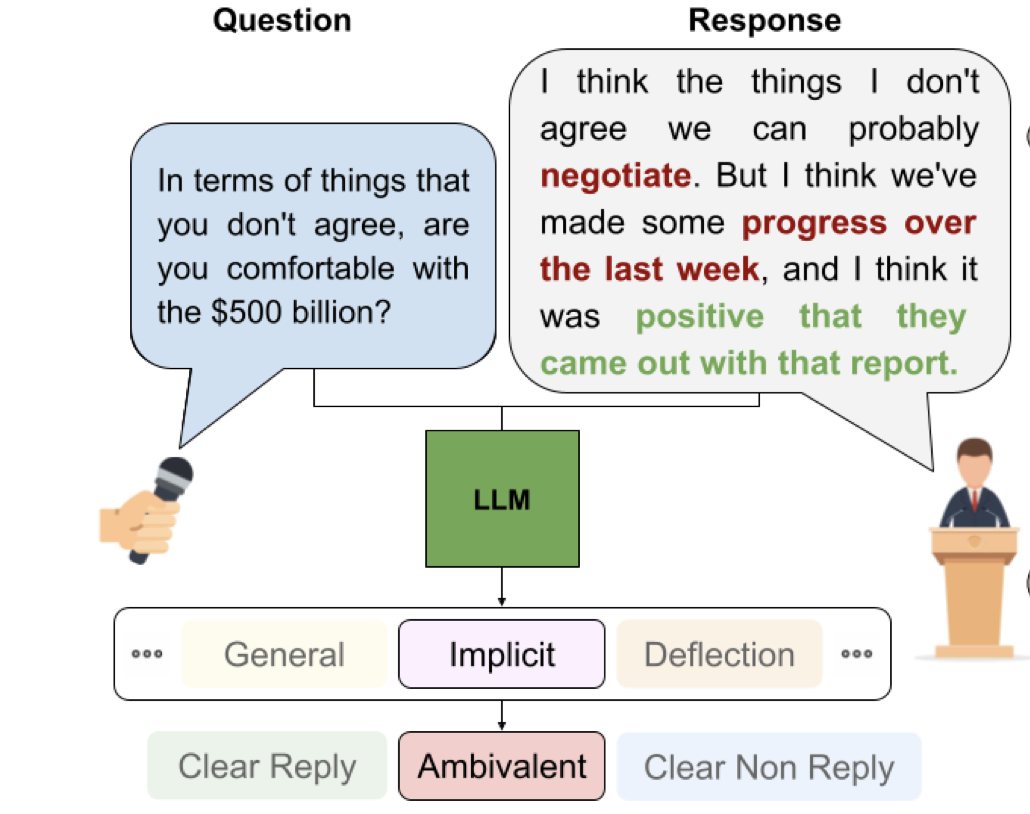 Question
Response
In terms of things that
you don't agree, are
you comfortable with
the $500 billion?
I think the things I don't
agree we can probably
negotiate. But I think we've
made some progress over
the last week, and I think it
was positive that they
came out with that report.
LLM
General
Implicit
Deflection
Clear Reply
Ambivalent
Clear Non Reply